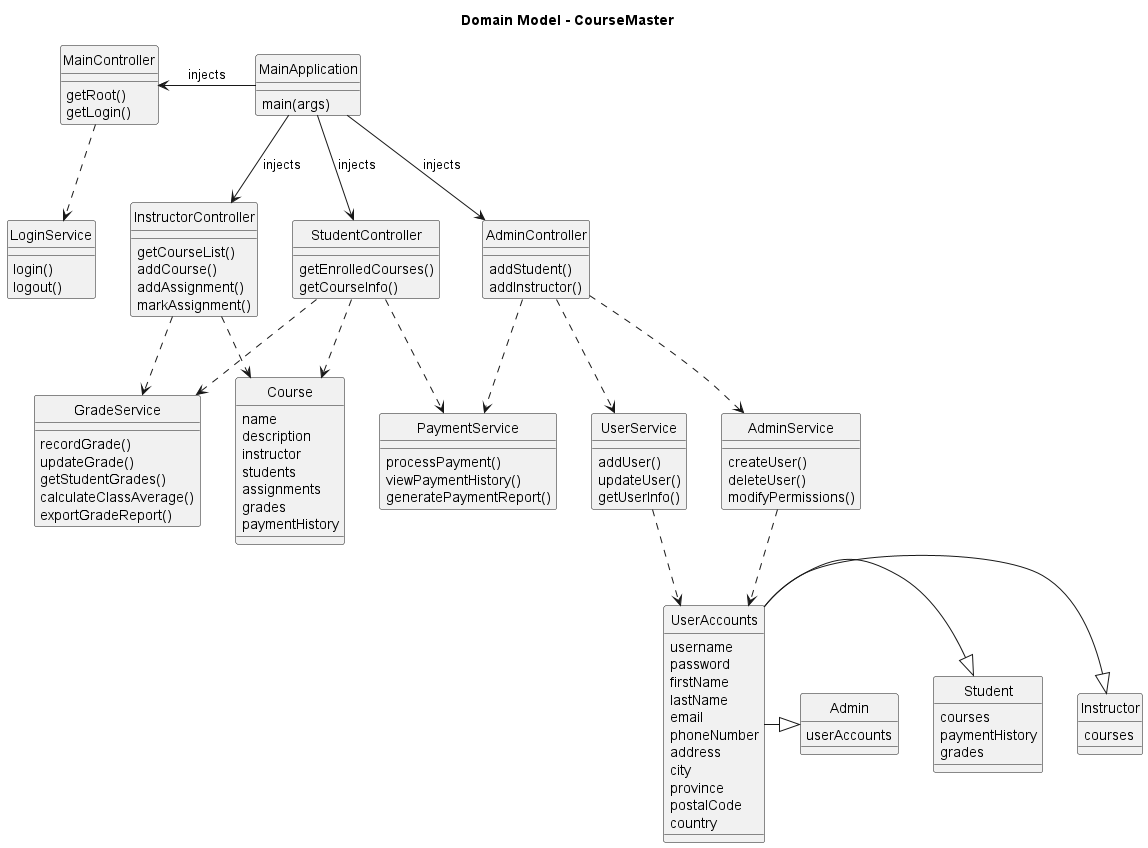 Domain Model - CourseMaster
MainController
getRoot()
getLogin()
injects
MainApplication
main(args)
injects
injects
injects
LoginService
login()
logout()
InstructorController
getCourseList()
addCourse()
addAssignment()
markAssignment()
StudentController
getEnrolledCourses()
getCourseInfo()
AdminController
addStudent()
addInstructor()
GradeService
recordGrade()
updateGrade()
getStudentGrades()
calculateClassAverage()
exportGradeReport()
Course
name
description
instructor
students
assignments
grades
paymentHistory
PaymentService
processPayment()
viewPaymentHistory()
generatePaymentReport()
UserService
addUser()
updateUser()
getUserInfo()
AdminService
createUser()
deleteUser()
modifyPermissions()
UserAccounts
username
password
firstName
lastName
email
phoneNumber
address
city
province
postalCode
country
Admin
userAccounts
Student
courses
paymentHistory
grades
Instructor
courses